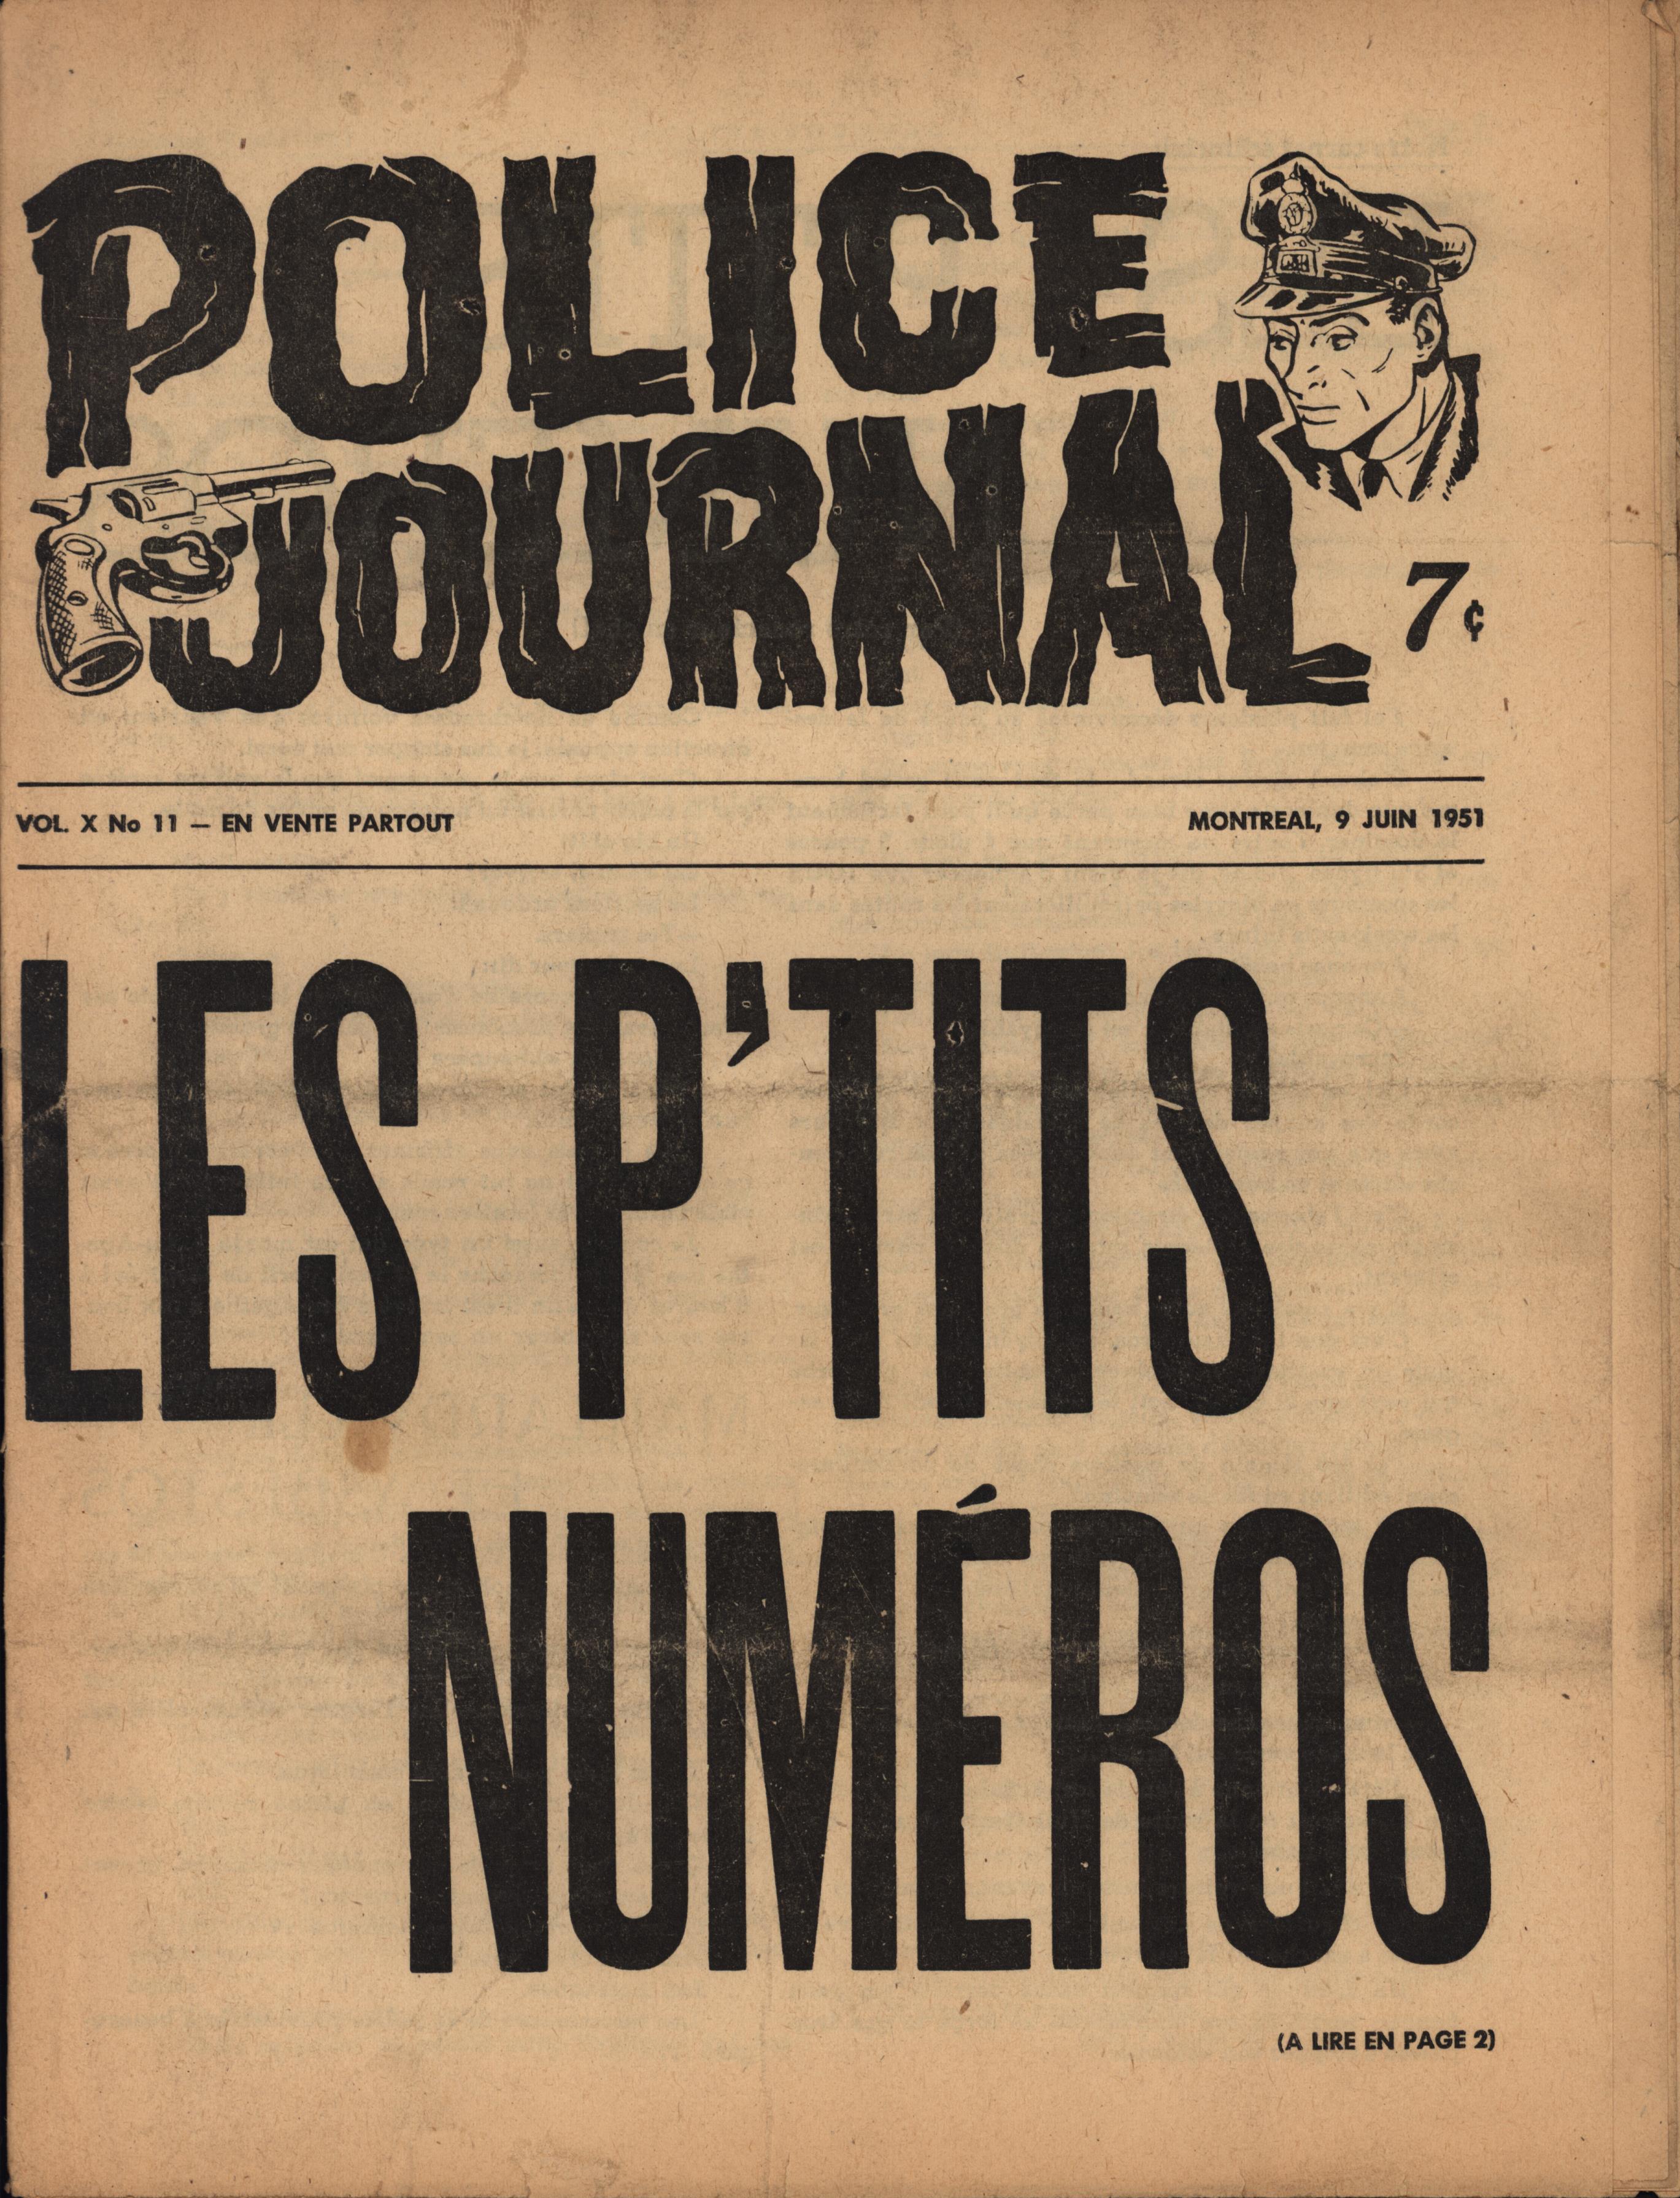 POLICE
JOURNAL
7¢
VOL. X No 11 — EN VENTE PARTOUT
MONTREAL, 9 JUIN 1951
LES P'TITS
NUMÉROS
(A LIRE EN PAGE 2)